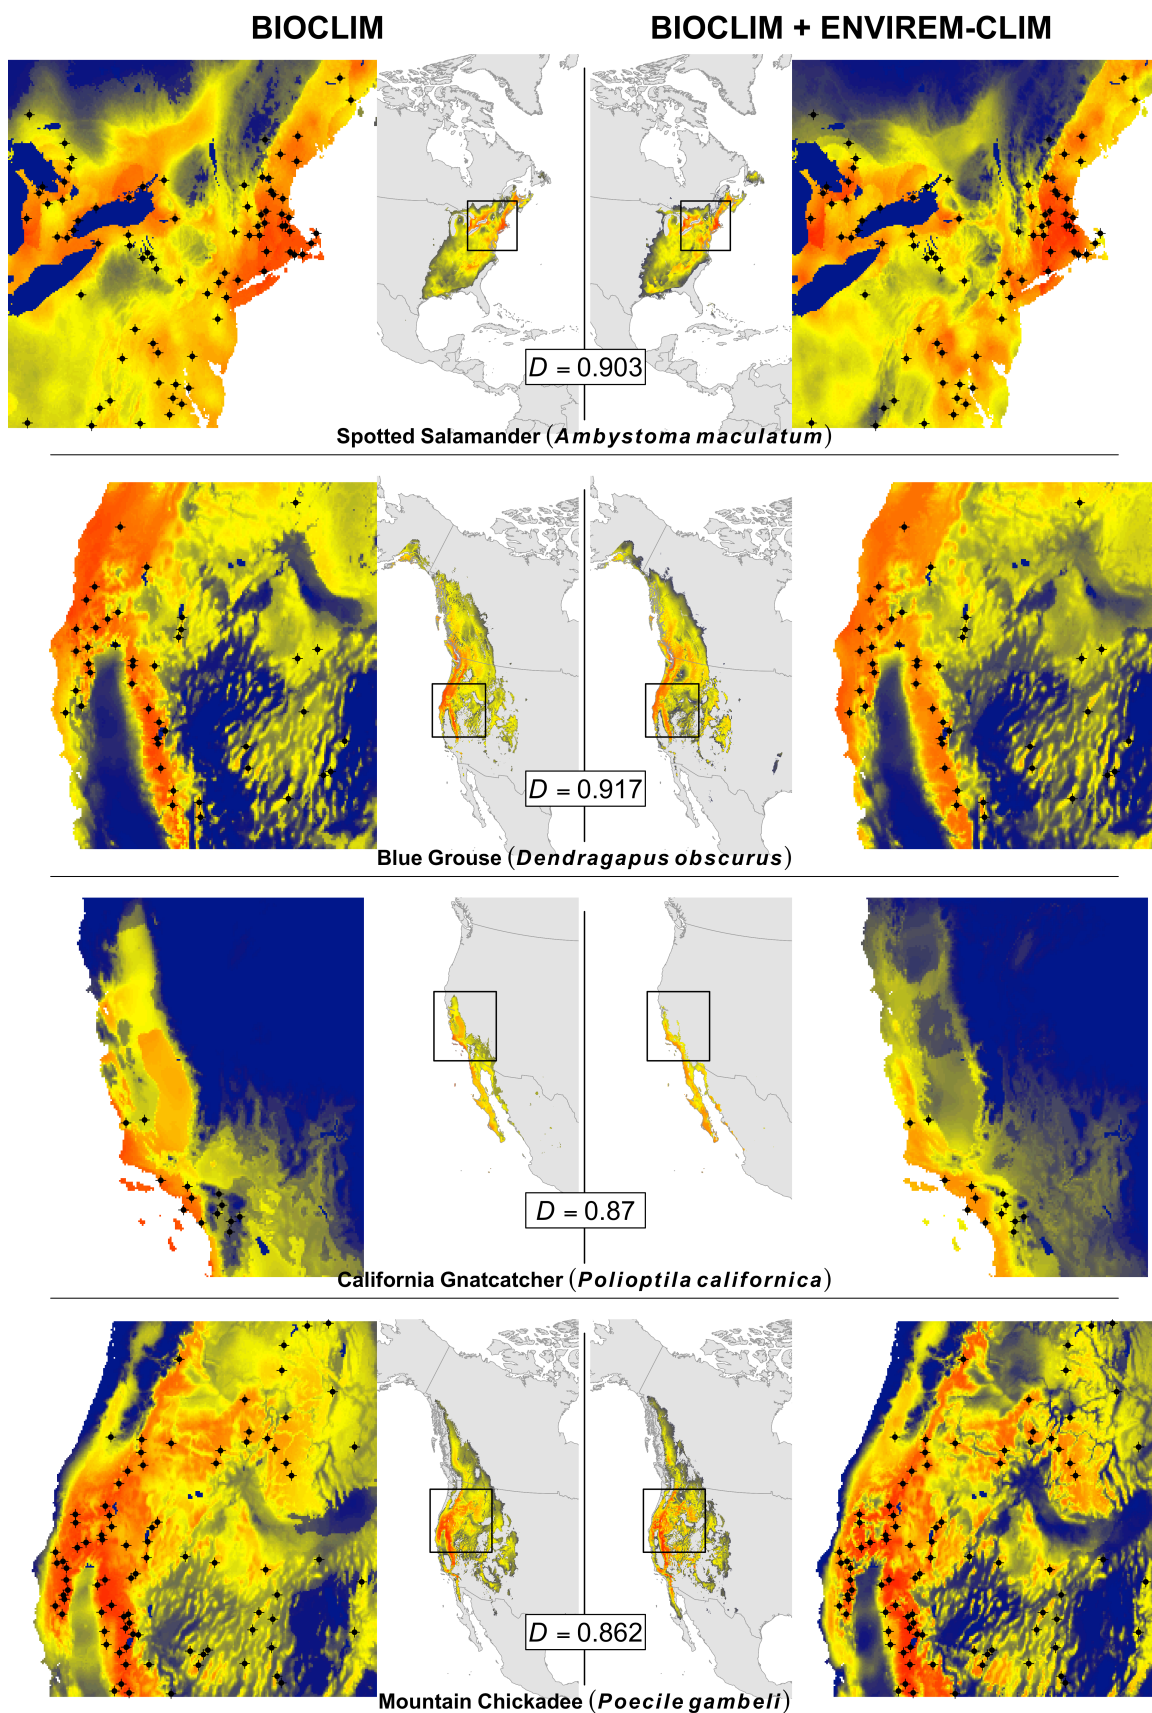 BIOCLIM
BIOCLIM + ENVIREM-CLIM
D = 0.903
Spotted Salamander (Ambystoma maculatum)
D = 0.917
Blue Grouse (Dendragapus obscurus)
D = 0.87
California Gnatcatcher (Polioptila californica)
D = 0.862
Mountain Chickadee (Poecile gambeli)